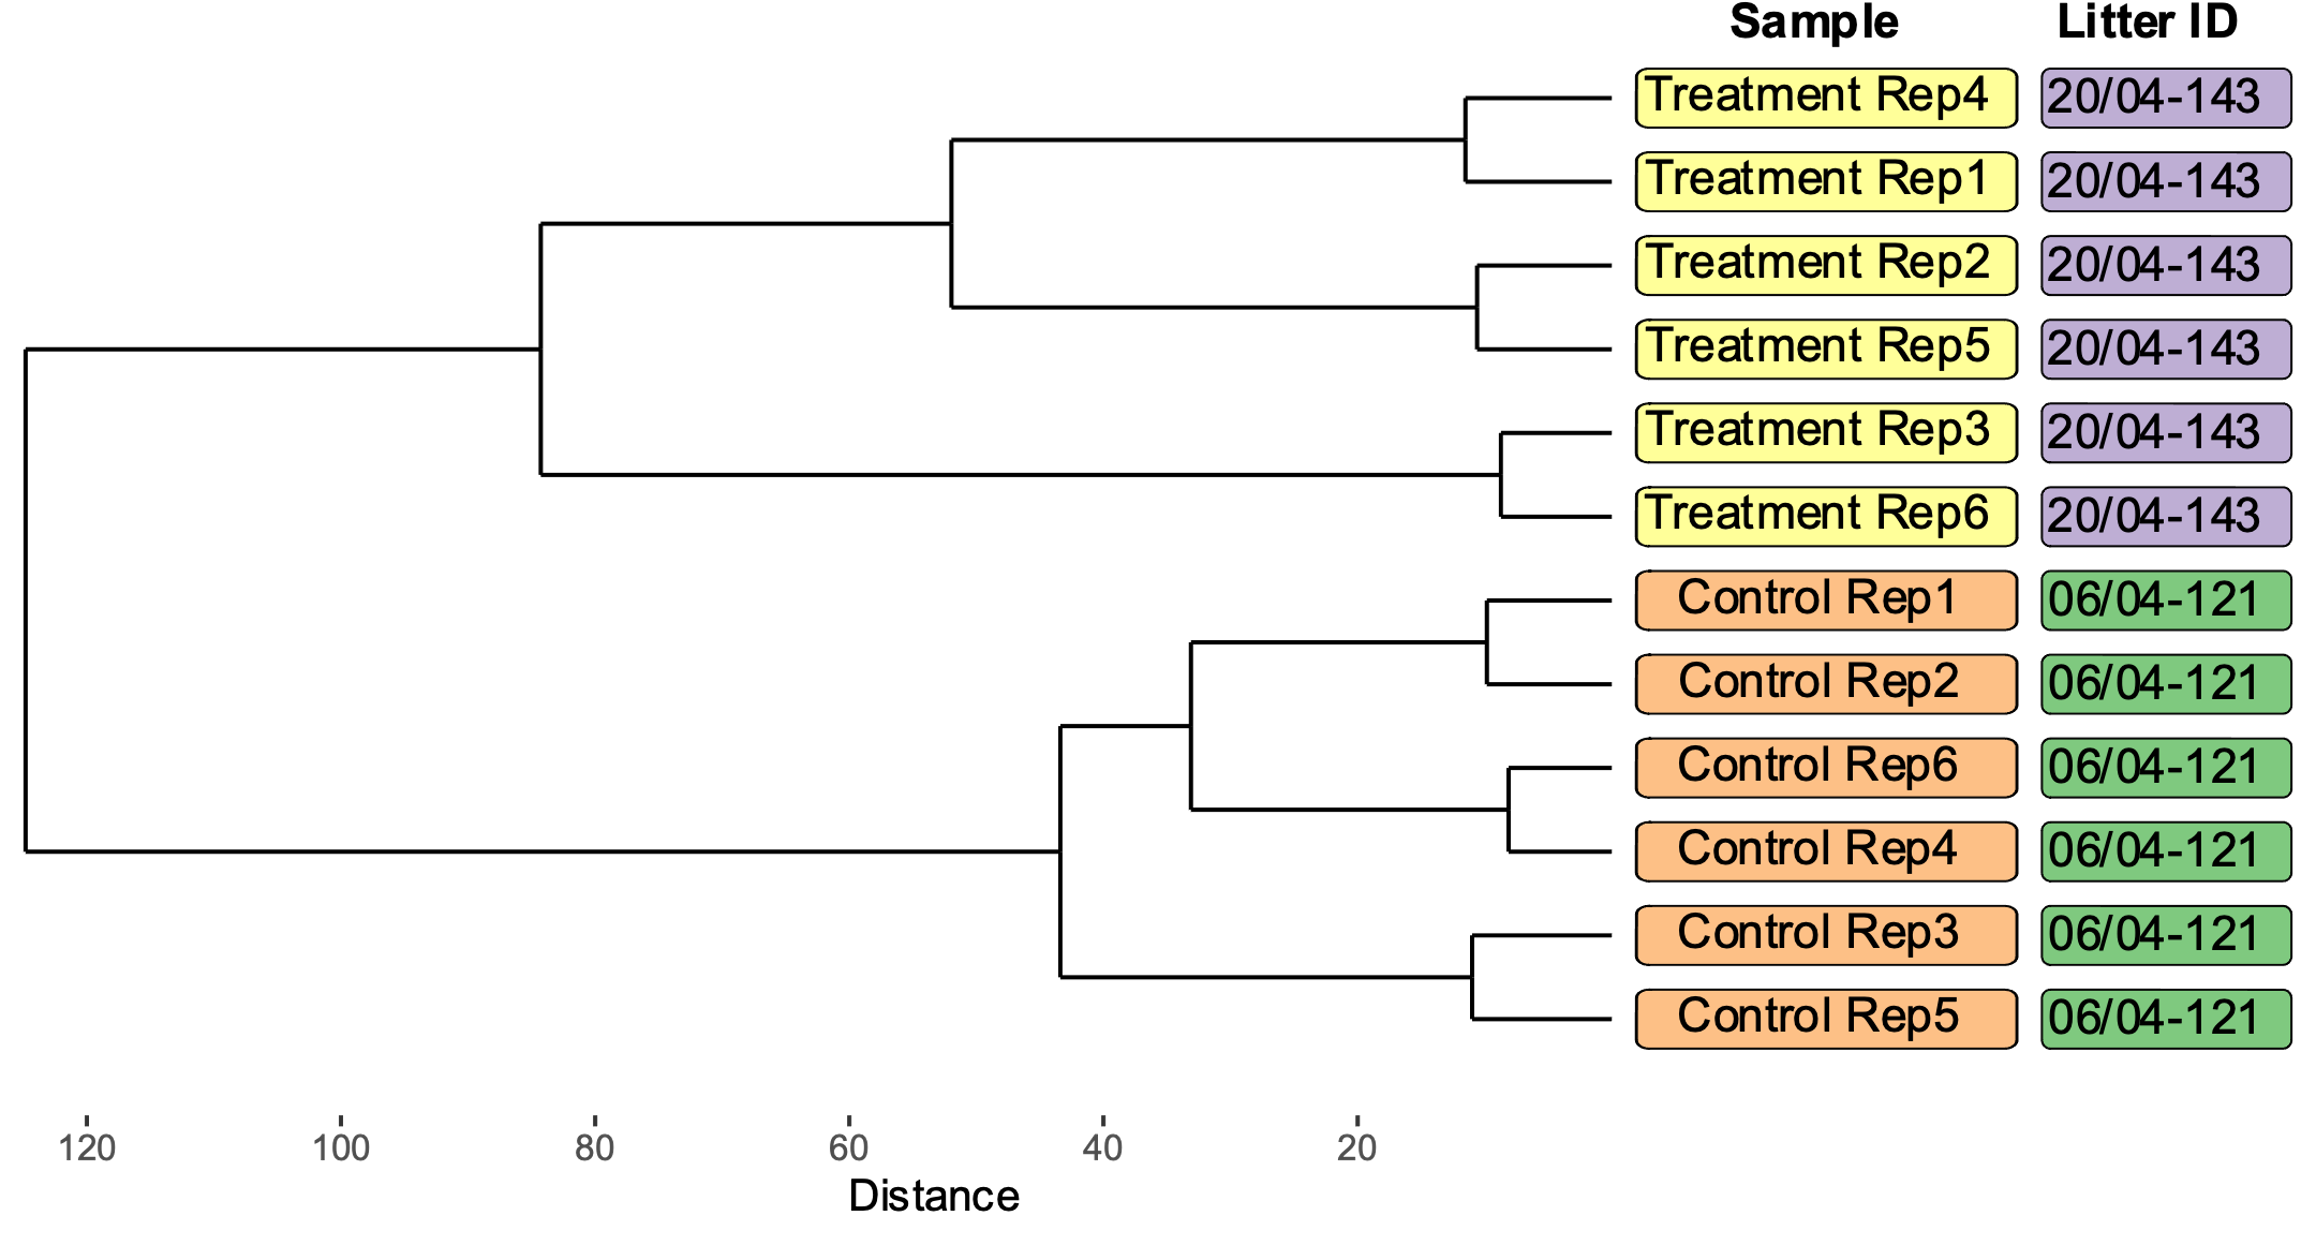 Sample Litter ID
Treatment Rep4 20/04-143
Treatment Rep1 20/04-143
Treatment Rep2 20/04-143
Treatment Rep5 20/04-143
Treatment Rep3 20/04-143
Treatment Rep6 20/04-143
Control Rep1 06/04-121
Control Rep2 06/04-121
Control Rep6 06/04-121
Control Rep4 06/04-121
Control Rep3 06/04-121
Control Rep5 06/04-121
120 100 80 60 40 20
Distance